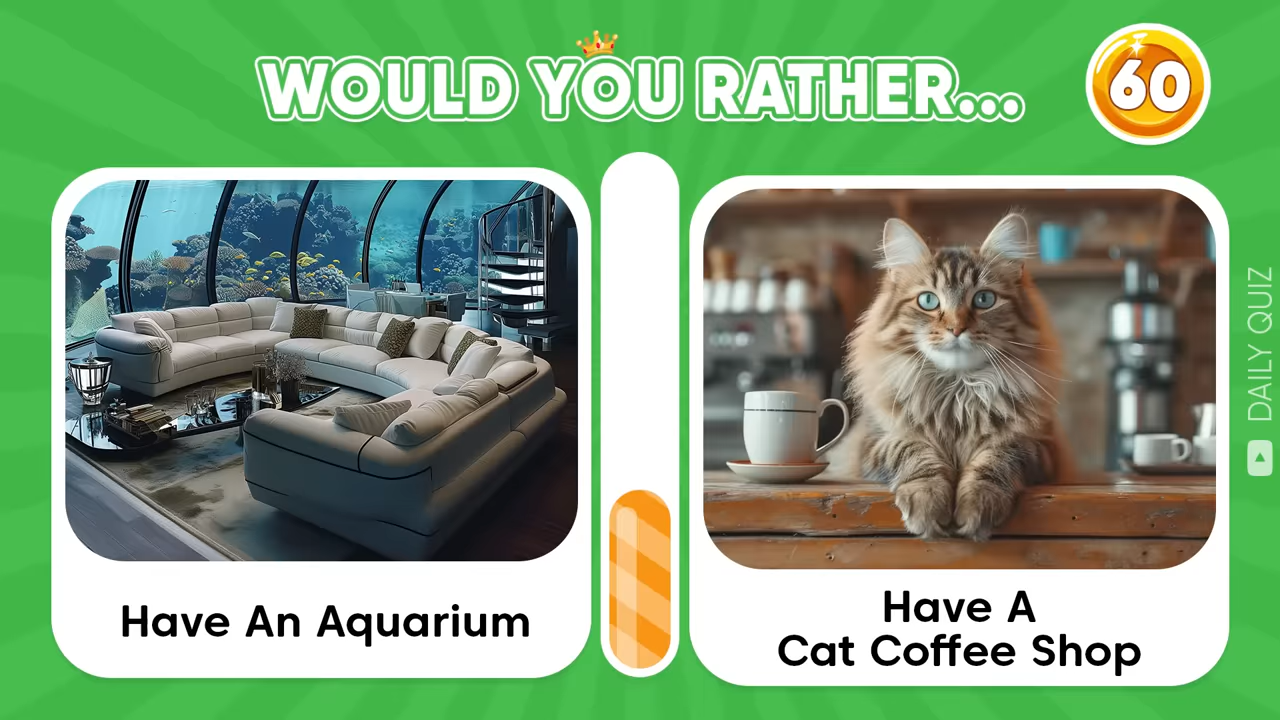 WOULD YOU RATHER...
60
Have An Aquarium
Have A
Cat Coffee Shop
DAILY QUIZ